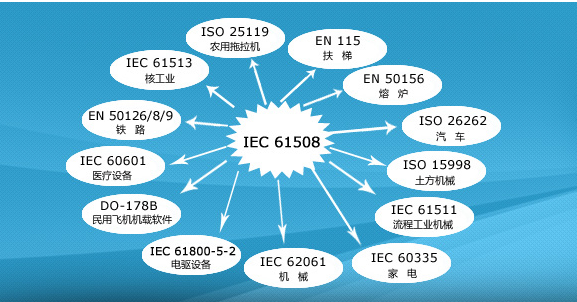 ISO 25119
农用拖拉机
EN 115
扶 梯
IEC 61513
核工业
EN 50156
熔 炉
EN 50126/8/9
铁 路
ISO 26262
汽 车
IEC 61508
IEC 60601
医疗设备
ISO 15998
土方机械
DO-178B
民用飞机机载软件
IEC 61511
流程工业机械
IEC 61800-5-2
电驱设备
IEC 62061
机 械
IEC 60335
家 电